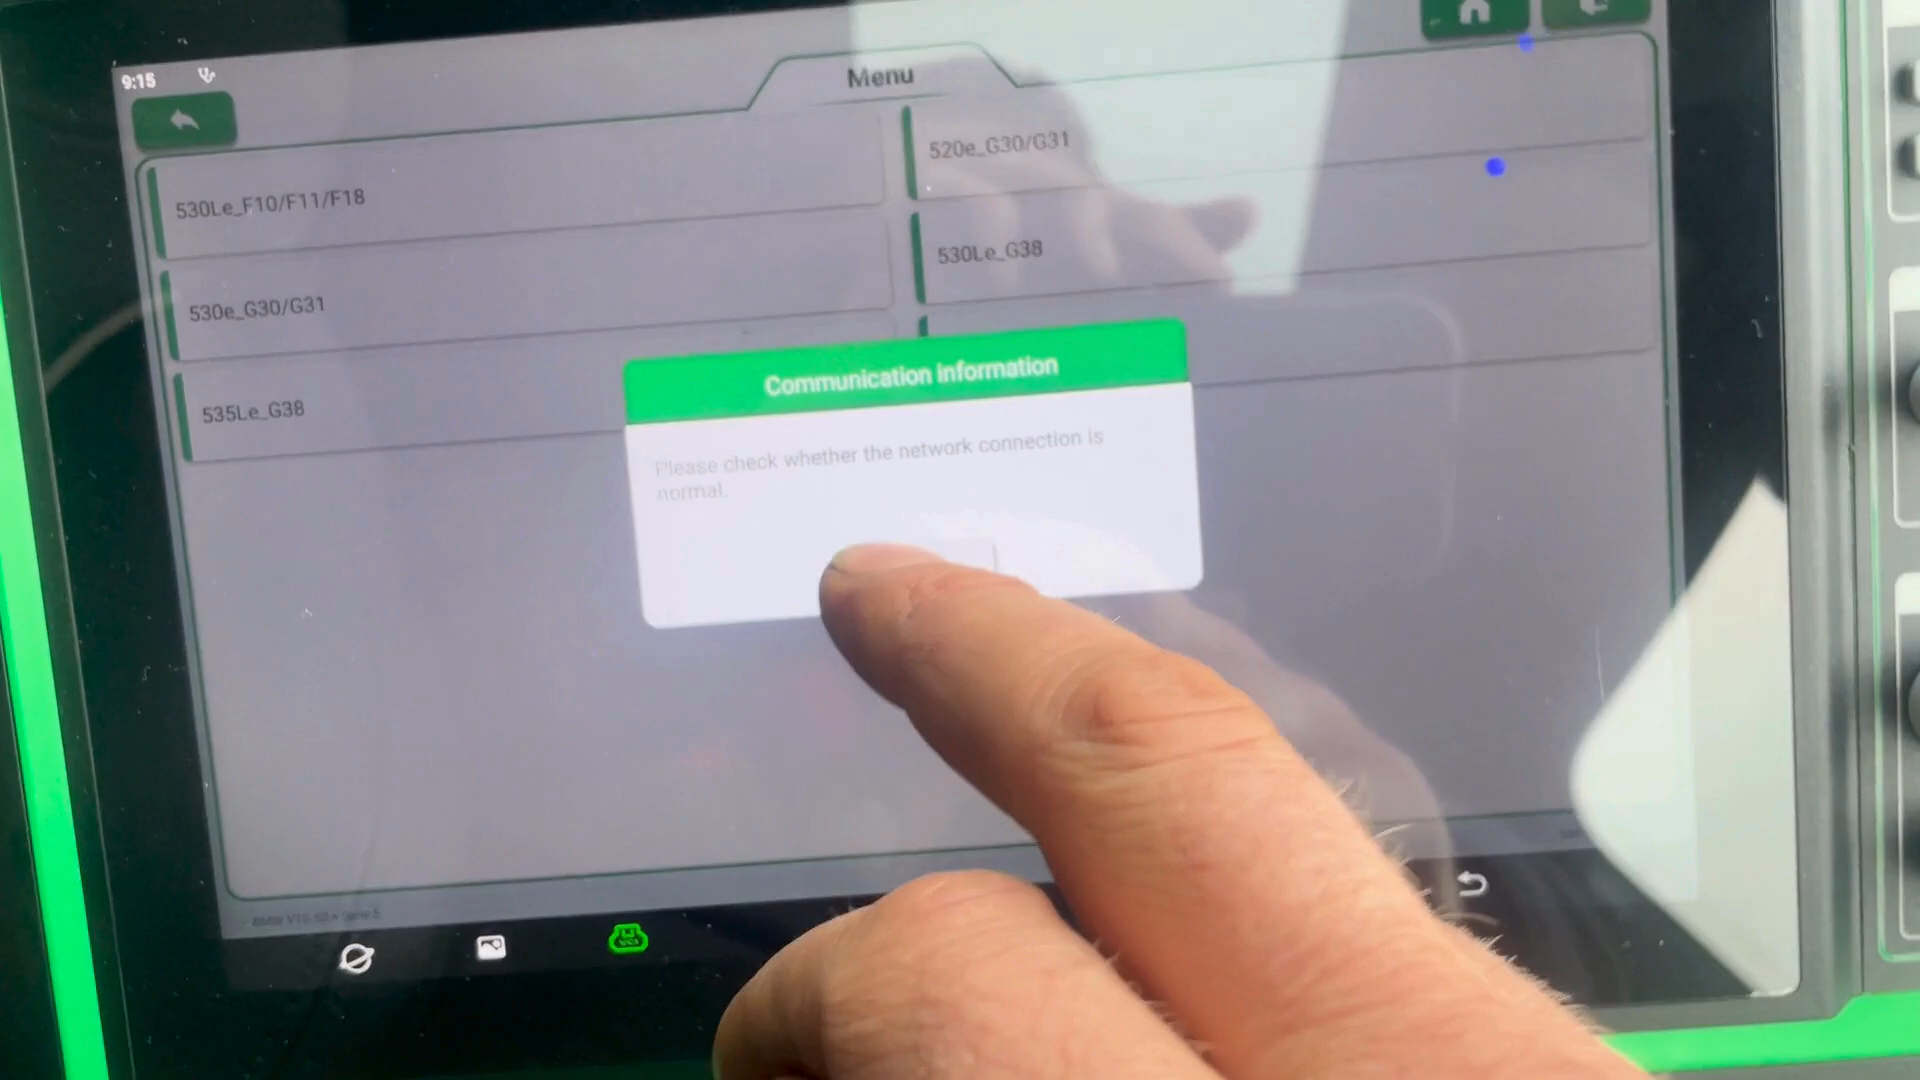 9:15
Menu
530Le_F10/F11/F18
520e_G30/G31
530e_G30/G31
530Le_G38
535Le_G38
Communication information
Please check whether the network connection is
normal.
VCI